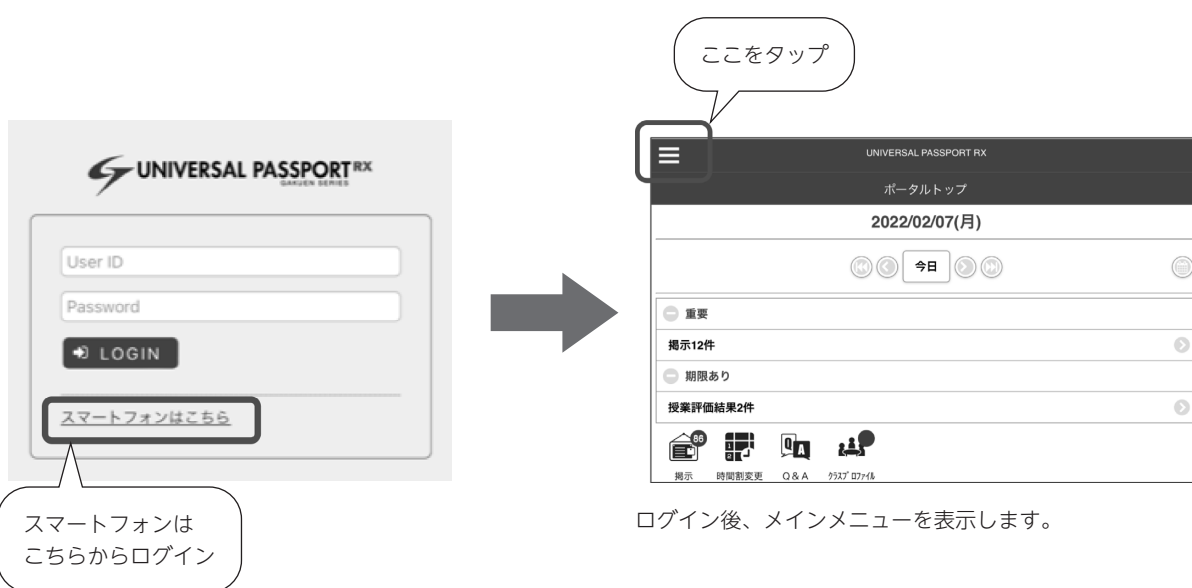 ここをタップ
UNIVERSAL PASSPORT RX
GAKUEN SERIES
User ID
Password
LOGIN
スマートフォンはこちら
スマートフォンは
こちらからログイン
UNIVERSAL PASSPORT RX
ポータルトップ
2022/02/07(月)
今日
重要
掲示12件
期限あり
授業評価結果2件
86
1
2
Q A
掲示 時間割変更 Q & A クラスプロファイル
ログイン後、メインメニューを表示します。